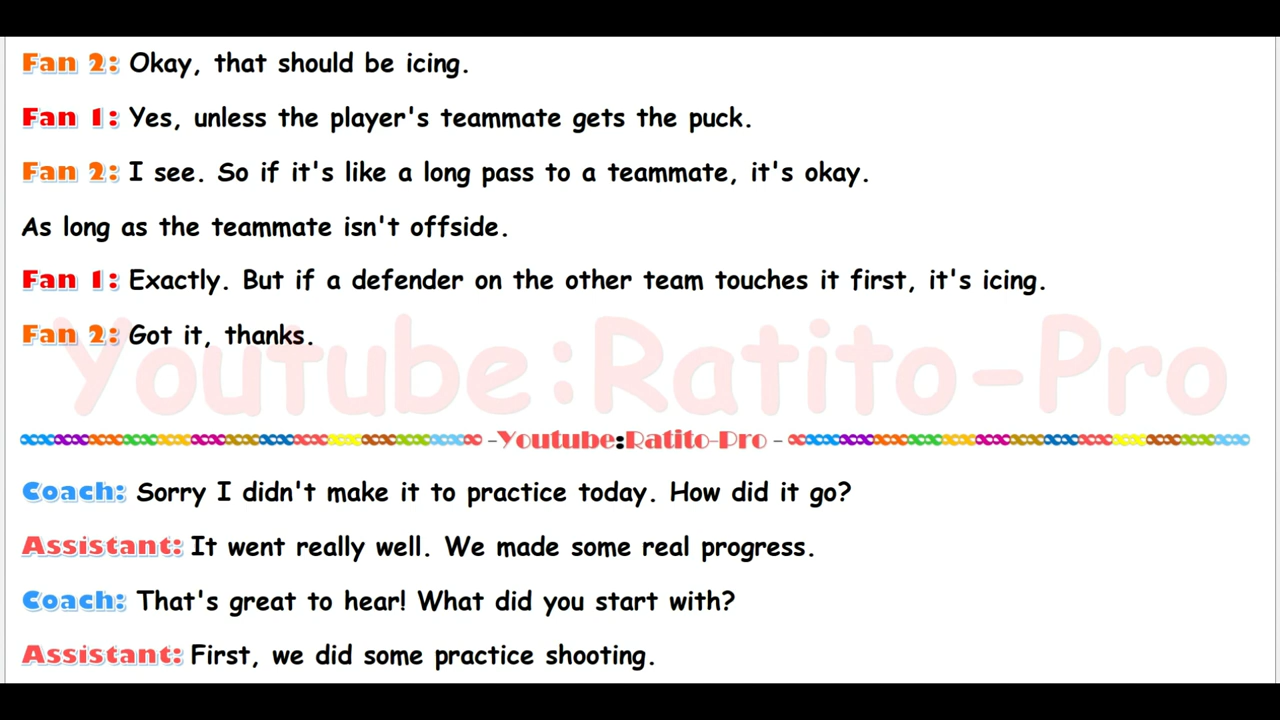 Fan 2: Okay, that should be icing.
Fan 1: Yes, unless the player's teammate gets the puck.
Fan 2: I see. So if it's like a long pass to a teammate, it's okay.
As long as the teammate isn't offside.
Fan 1: Exactly. But if a defender on the other team touches it first, it's icing.
Fan 2: Got it, thanks.
Youtube:Ratito-Pro
-Youtube:Ratito-Pro -
Coach: Sorry I didn't make it to practice today. How did it go?
Assistant: It went really well. We made some real progress.
Coach: That's great to hear! What did you start with?
Assistant: First, we did some practice shooting.